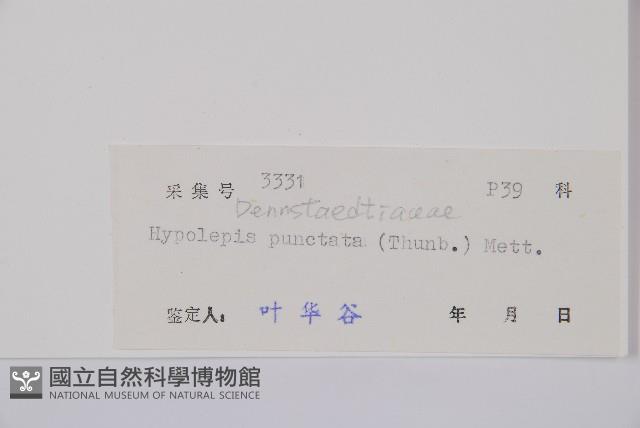 采集号 3331 P39 科
Dennstaedtiaceae
Hypolepis punctata (Thunb.) Mett.
鉴定人: 叶华谷 年 月 日
國立自然科學博物館
NATIONAL MUSEUM OF NATURAL SCIENCE